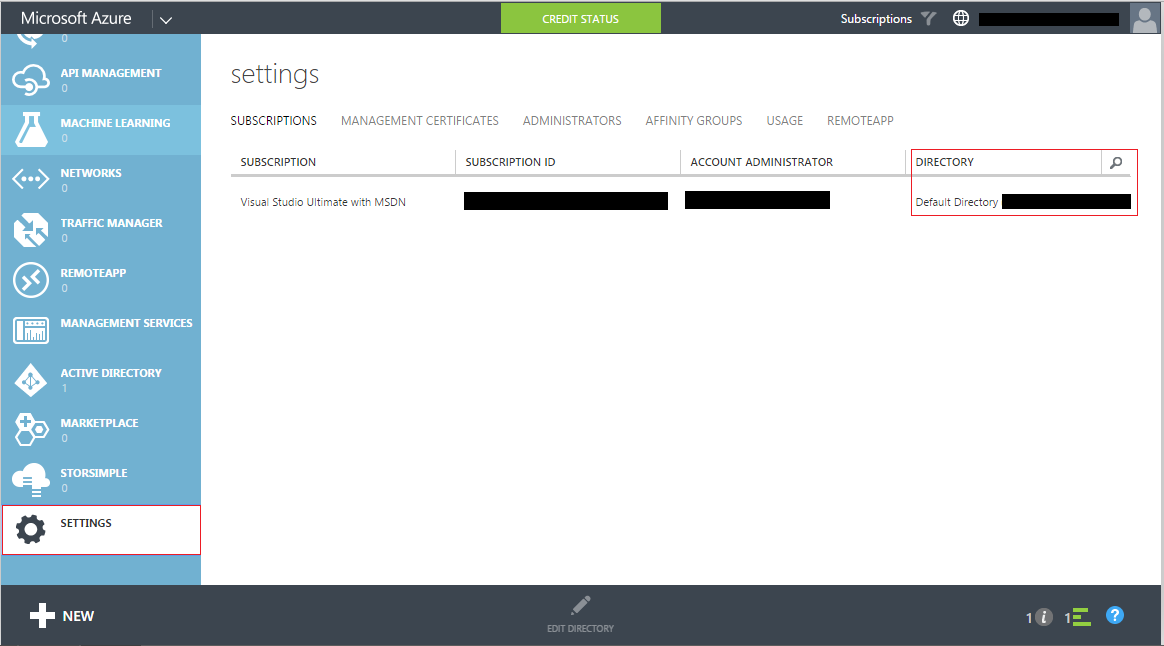 Microsoft Azure
CREDIT STATUS
Subscriptions
0
API MANAGEMENT
0
MACHINE LEARNING
0
NETWORKS
0
TRAFFIC MANAGER
0
REMOTEAPP
0
MANAGEMENT SERVICES
ACTIVE DIRECTORY
1
MARKETPLACE
0
STORSIMPLE
0
SETTINGS
settings
SUBSCRIPTIONS MANAGEMENT CERTIFICATES ADMINISTRATORS AFFINITY GROUPS USAGE REMOTEAPP
SUBSCRIPTION SUBSCRIPTION ID ACCOUNT ADMINISTRATOR DIRECTORY
Visual Studio Ultimate with MSDN Default Directory
NEW
EDIT DIRECTORY
1 i 1 ?